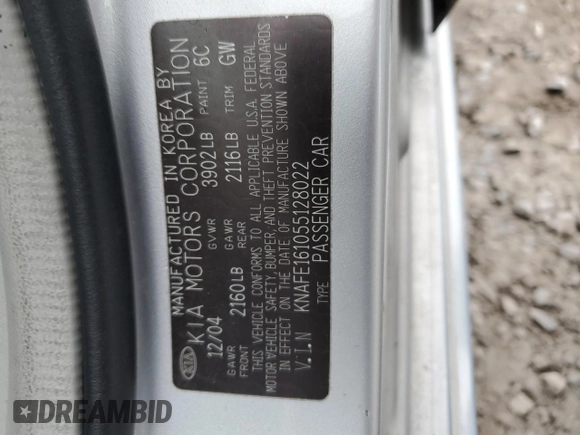 MANUFACTURED IN KOREA BY
KIA KIA MOTORS CORPORATION
12/04 GVWR 3902LB PAINT 6C
GAWR FRONT 2160LB GAWR REAR 2116LB TRIM GW
THIS VEHICLE CONFORMS TO ALL APPLICABLE U.S.A. FEDERAL
MOTOR VEHICLE SAFETY, BUMPER, AND THEFT PREVENTION STANDARDS
IN EFFECT ON THE DATE OF MANUFACTURE SHOWN ABOVE
V.I.N KNAFE161055128022
TYPE PASSENGER CAR
DREAMBID